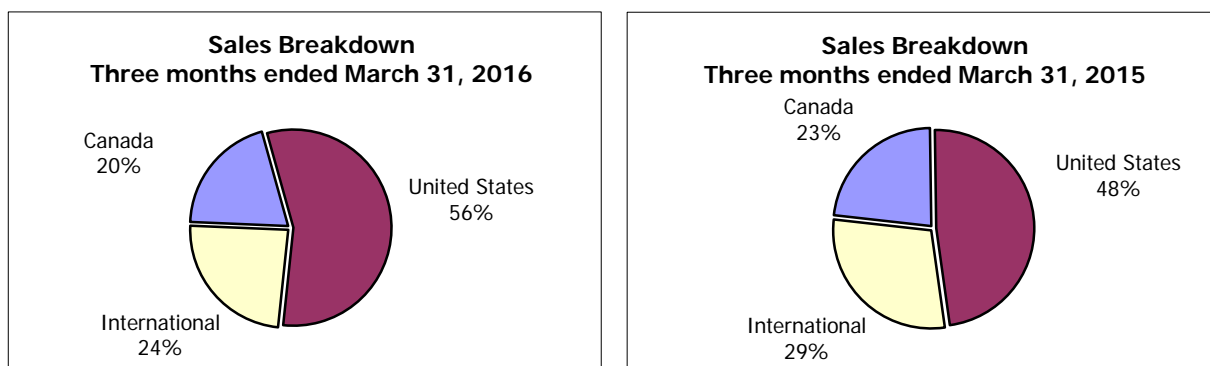 Sales Breakdown
Three months ended March 31, 2016
Canada
20%
United States
56%
International
24%
Sales Breakdown
Three months ended March 31, 2015
Canada
23%
United States
48%
International
29%